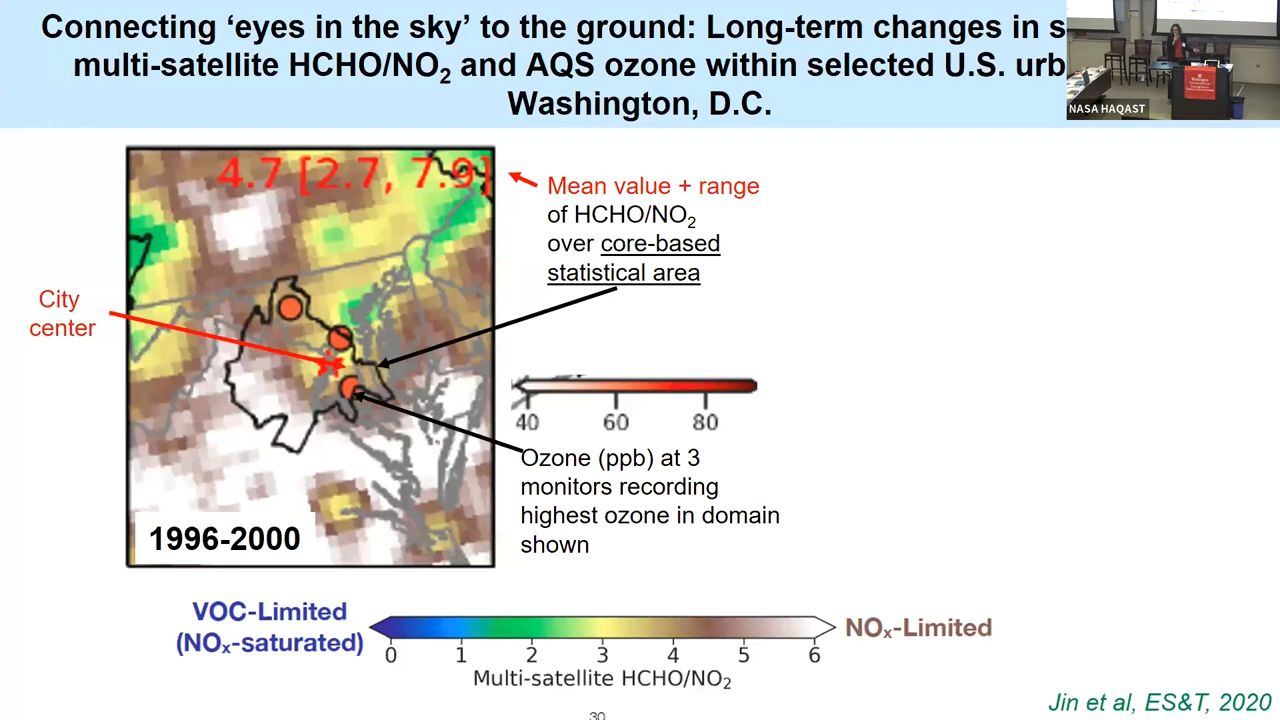 Connecting ‘eyes in the sky’ to the ground: Long-term changes in s
multi-satellite HCHO/NO₂ and AQS ozone within selected U.S. urb
Washington, D.C.
NASA HAQAST
4.7 [2.7, 7.9]
Mean value + range
of HCHO/NO₂
over core-based
statistical area
City
center
40 60 80
Ozone (ppb) at 3
monitors recording
highest ozone in domain
shown
1996-2000
VOC-Limited
(NOₓ-saturated)
NOₓ-Limited
0 1 2 3 4 5 6
Multi-satellite HCHO/NO₂
Jin et al, ES&T, 2020
30